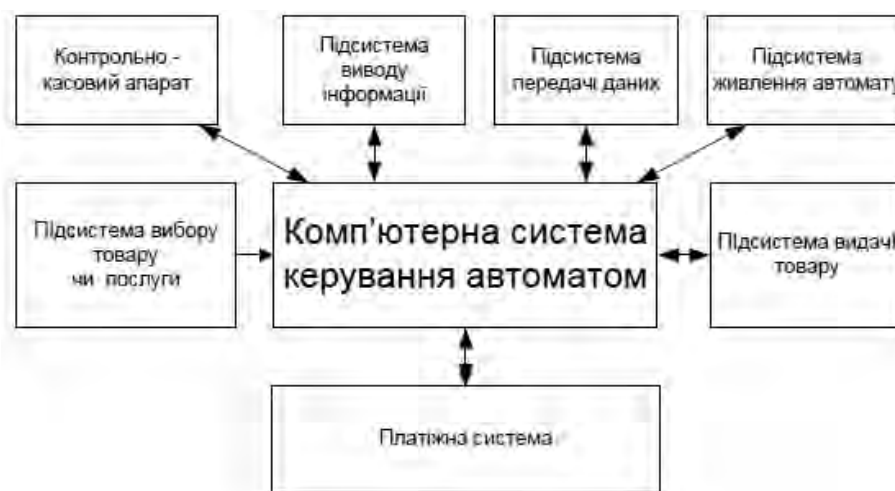 Контрольно -
касовий апарат
Підсистема
виводу
інформації
Підсистема
передачі даних
Підсистема
живлення автомату
Підсистема вибору
товару
чи послуги
Комп'ютерна система
керування автоматом
Підсистема видачі
товару
Платіжна система